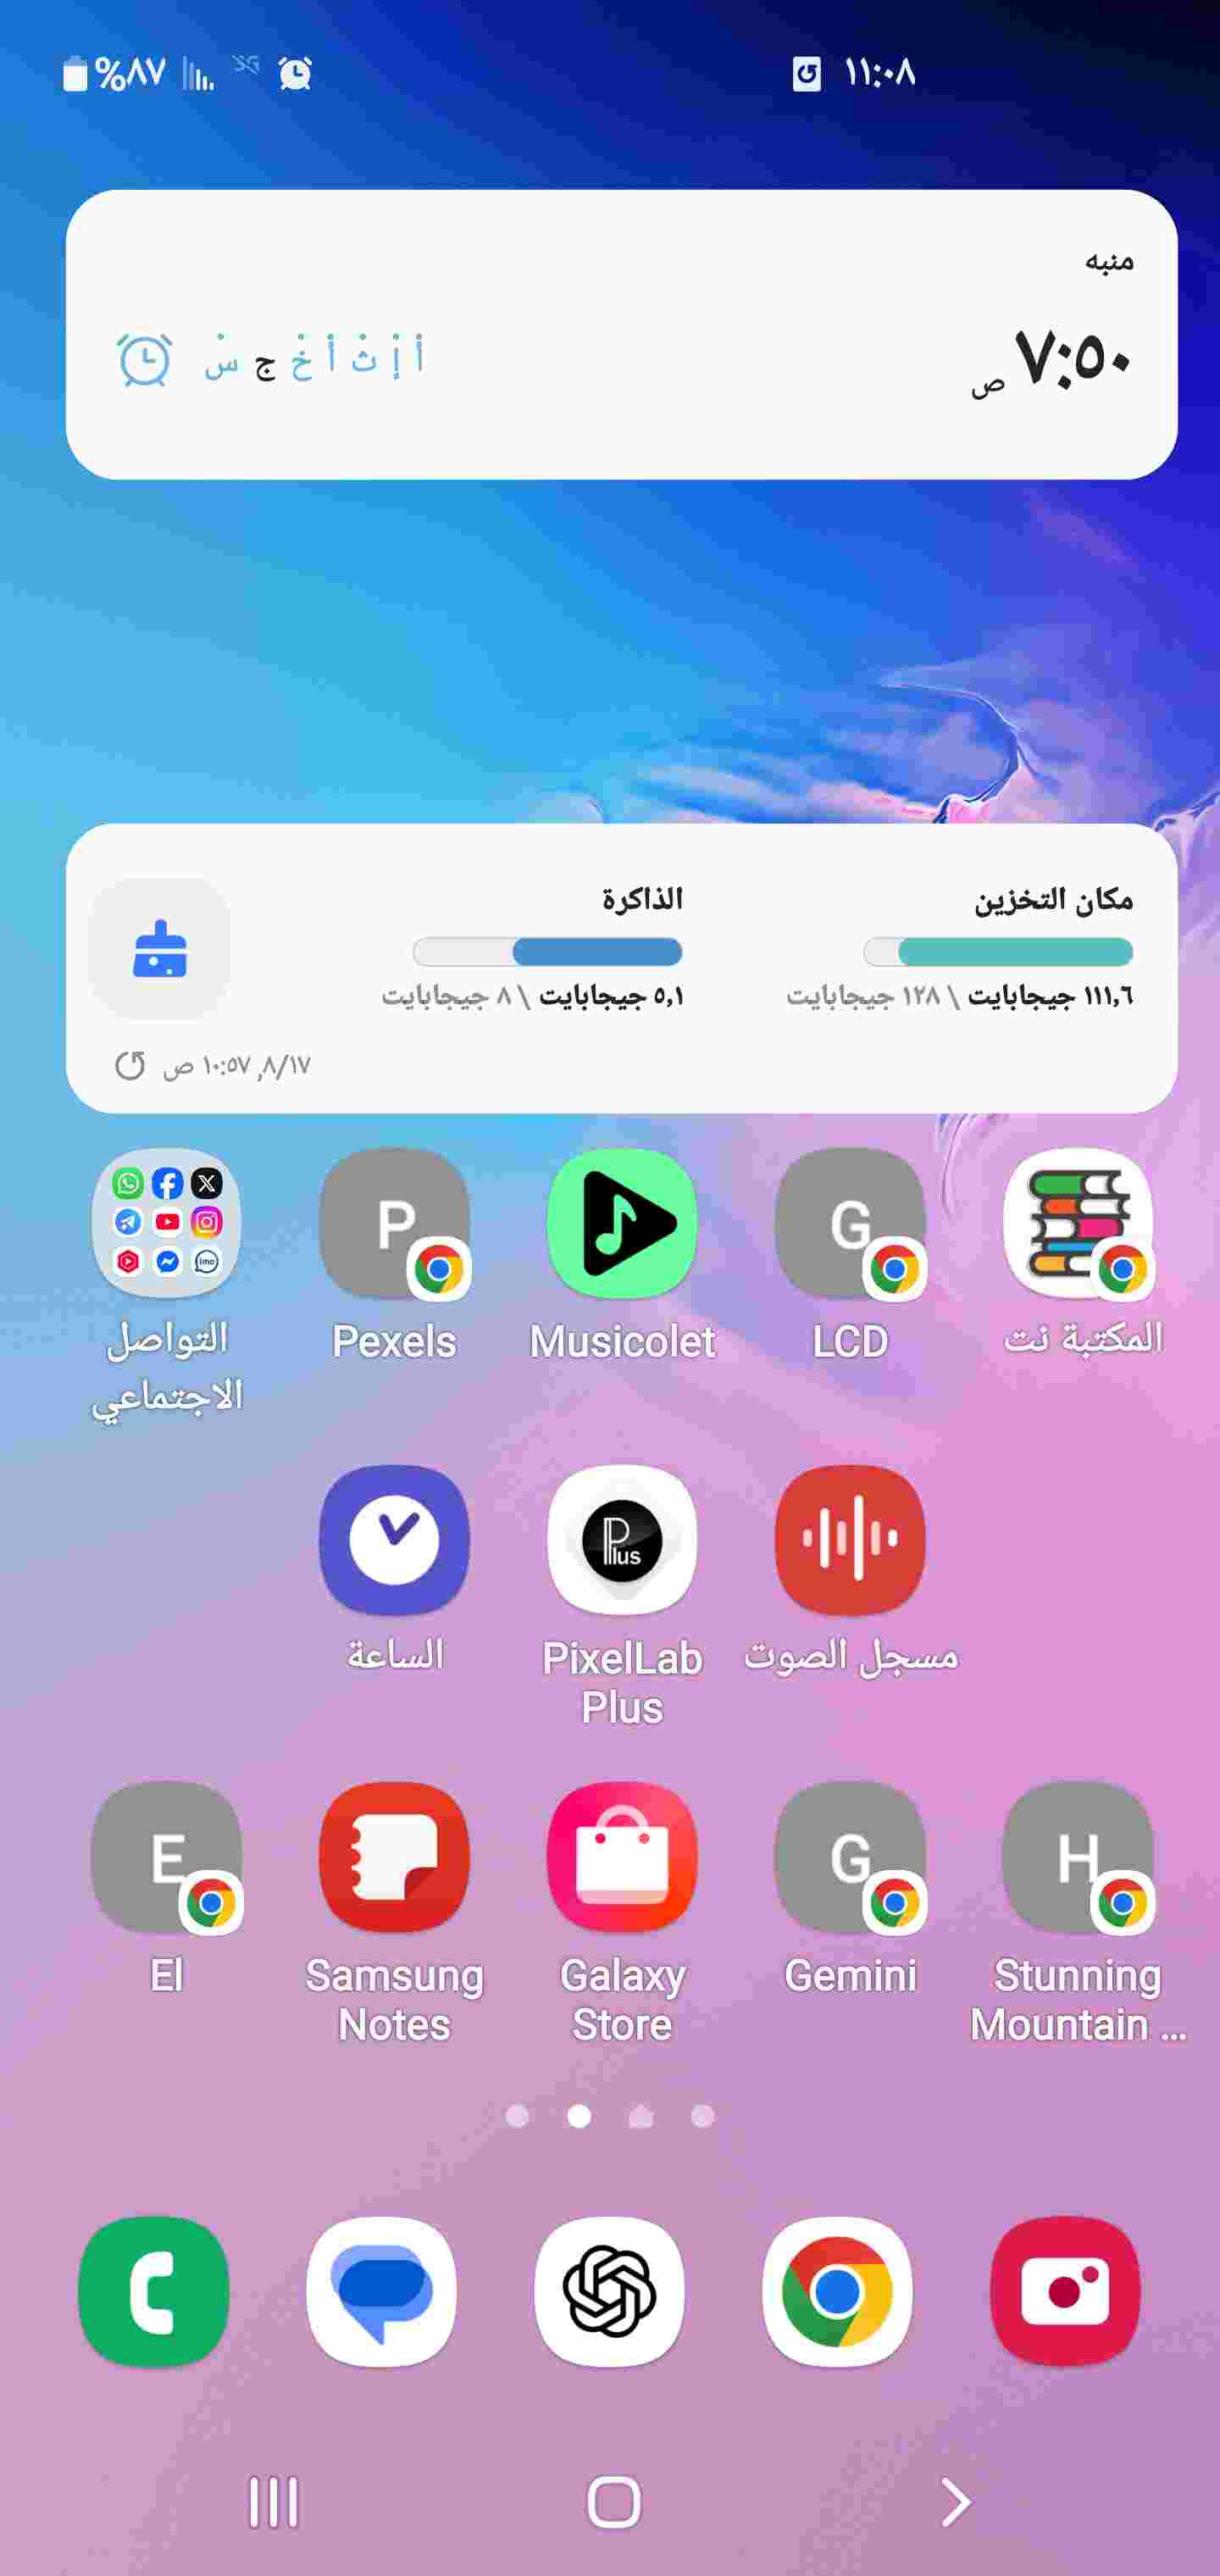 ١١:٠٨
%٨٧
منبه
٧:٥٠ ص
أ إ ث أ خ ج س
مكان التخزين
١١١,٦ جيجابايت \ ١٢٨ جيجابايت
الذاكرة
٥,١ جيجابايت \ ٨ جيجابايت
٨/١٧, ١٠:٥٧ ص
G
P
المكتبة نت
LCD
Musicolet
Pexels
التواصل
الاجتماعي
imo
Plus
مسجل الصوت
PixelLab
Plus
الساعة
H
G
E
Stunning
Mountain ...
Gemini
Galaxy
Store
Samsung
Notes
El